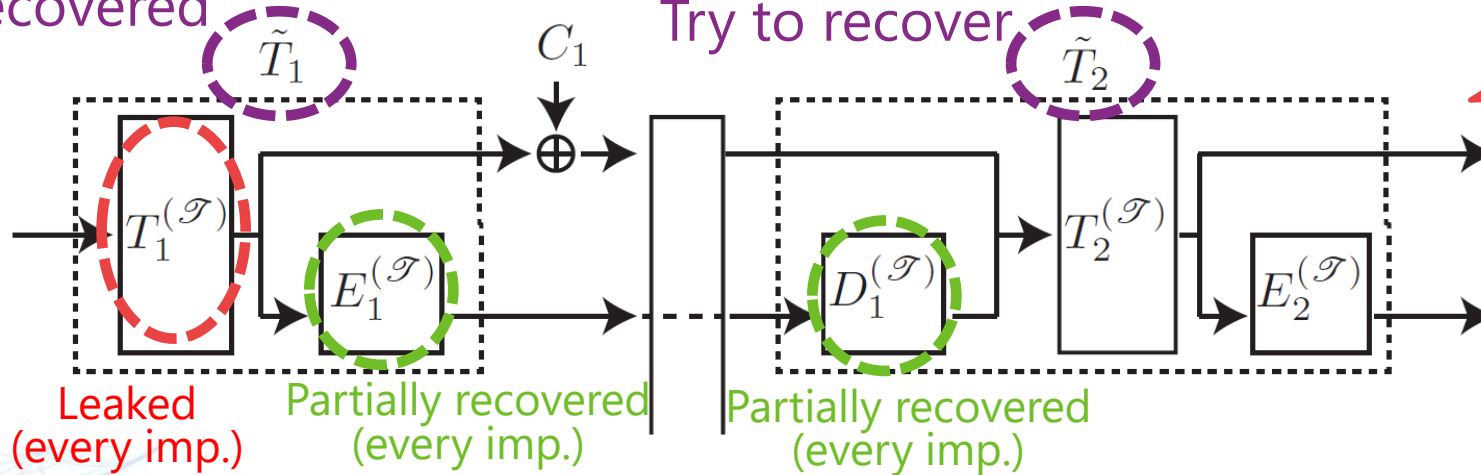 ecovered
Try to recover
T̃₁
C₁
T̃₂
T₁^(𝒯)
E₁^(𝒯)
D₁^(𝒯)
T₂^(𝒯)
E₂^(𝒯)
Leaked
(every imp.)
Partially recovered
(every imp.)
Partially recovered
(every imp.)